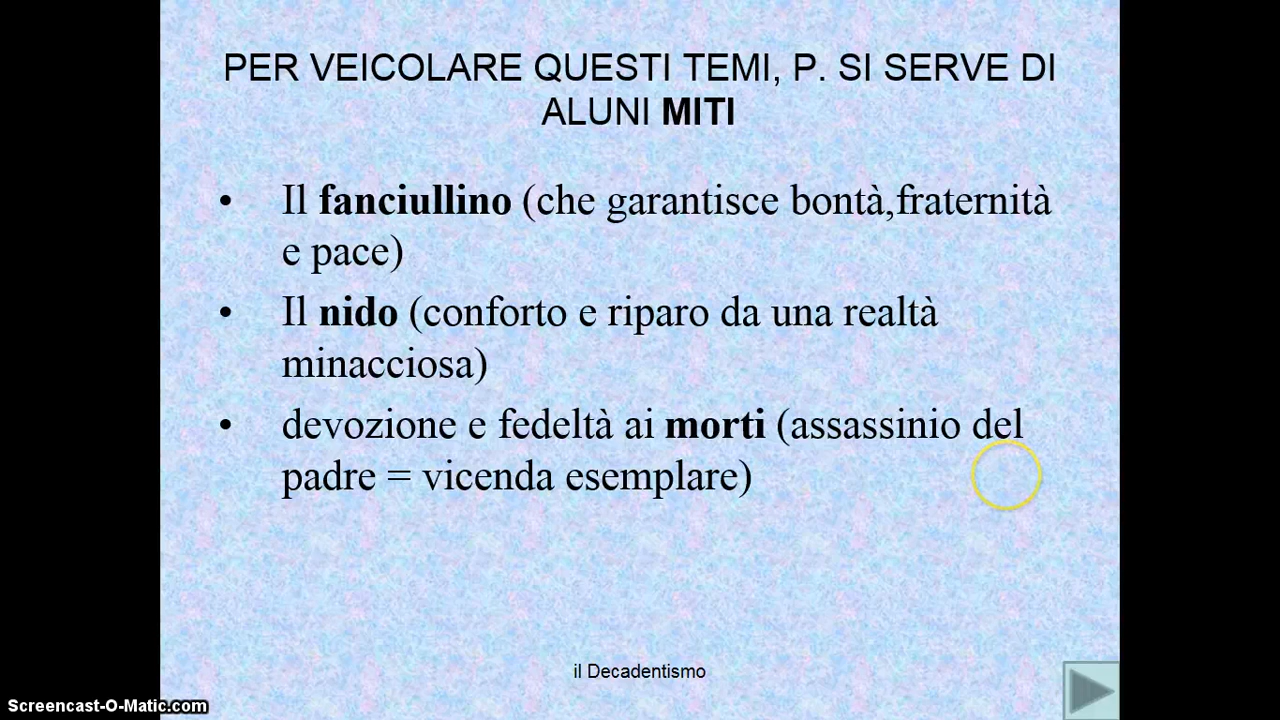 PER VEICOLARE QUESTI TEMI, P. SI SERVE DI
ALUNI MITI
• Il fanciullino (che garantisce bontà,fraternità
e pace)
• Il nido (conforto e riparo da una realtà
minacciosa)
• devozione e fedeltà ai morti (assassinio del
padre = vicenda esemplare)
il Decadentismo
Screencast-O-Matic.com